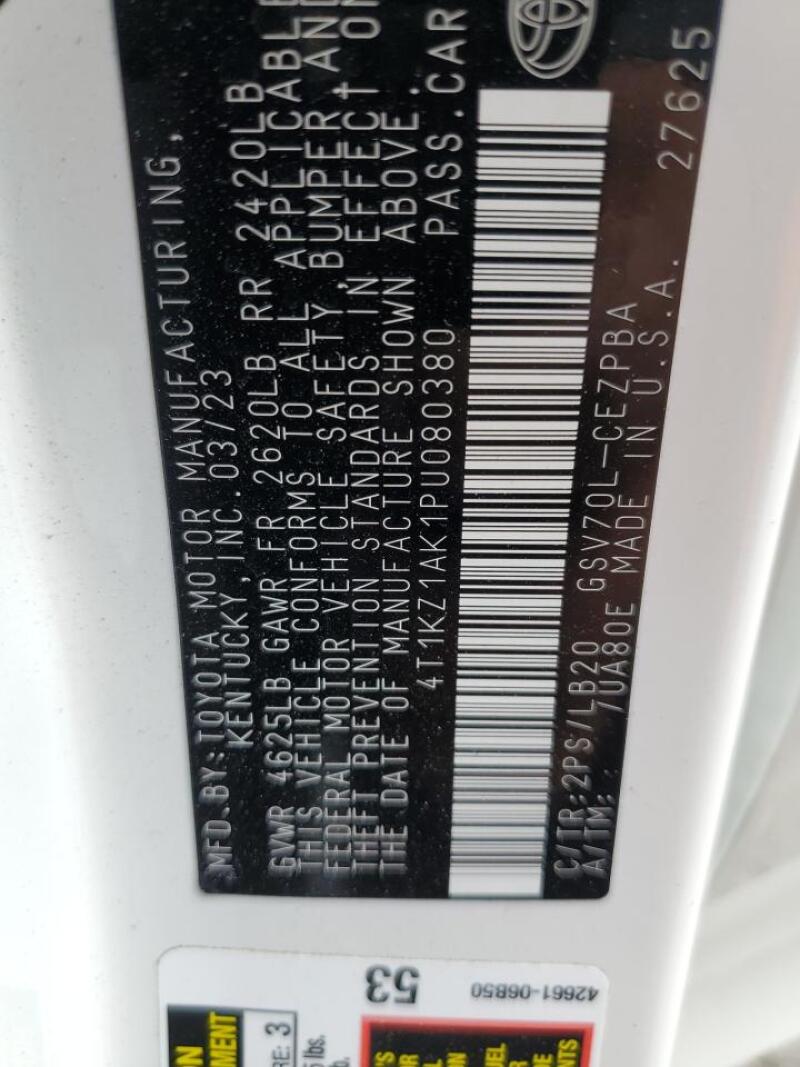 MFD. BY: TOYOTA MOTOR MANUFACTURING,
KENTUCKY, INC. 03/23
GVWR 4625LB GAWR FR 2620LB RR 2420LB
THIS VEHICLE CONFORMS TO ALL APPLICABLE
FEDERAL MOTOR VEHICLE SAFETY, BUMPER, AND
THEFT PREVENTION STANDARDS IN EFFECT ON
THE DATE OF MANUFACTURE SHOWN ABOVE.
4T1KZ1AK1PU080380 PASS.CAR
C/TR:2PS/LB20 GSV70L-CEZPBA
A/TM: /UA80E MADE IN U.S.A. 27625
53
42661-06B50
3
lbs.